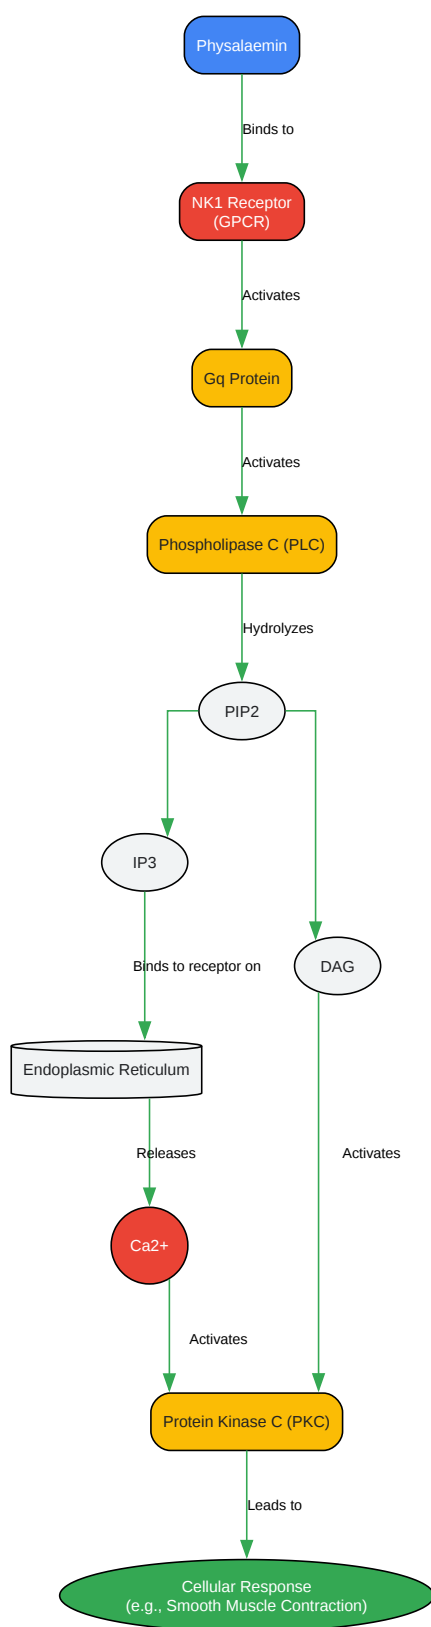 Physalaemin
Binds to
NK1 Receptor
(GPCR)
Activates
Gq Protein
Activates
Phospholipase C (PLC)
Hydrolyzes
PIP2
IP3
Binds to receptor on
DAG
Endoplasmic Reticulum
Releases
Activates
Ca2+
Activates
Protein Kinase C (PKC)
Leads to
Cellular Response
(e.g., Smooth Muscle Contraction)